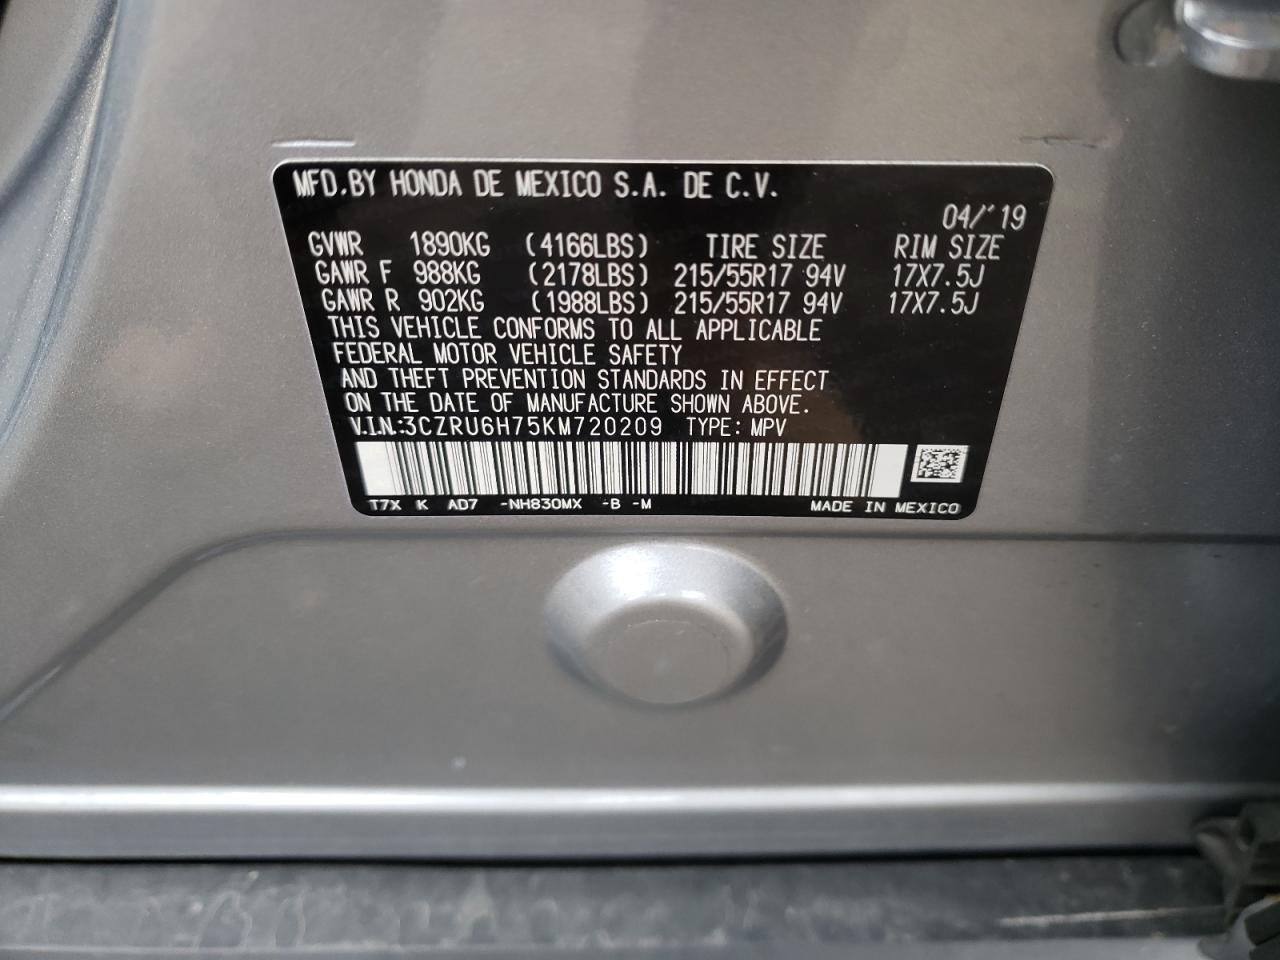 MFD.BY HONDA DE MEXICO S.A. DE C.V.
04/'19
GVWR 1890KG (4166LBS) TIRE SIZE RIM SIZE
GAWR F 988KG (2178LBS) 215/55R17 94V 17X7.5J
GAWR R 902KG (1988LBS) 215/55R17 94V 17X7.5J
THIS VEHICLE CONFORMS TO ALL APPLICABLE
FEDERAL MOTOR VEHICLE SAFETY
AND THEFT PREVENTION STANDARDS IN EFFECT
ON THE DATE OF MANUFACTURE SHOWN ABOVE.
V.I.N.:3CZRU6H75KM720209 TYPE: MPV
T7X K AD7 -NH830MX -B -M MADE IN MEXICO